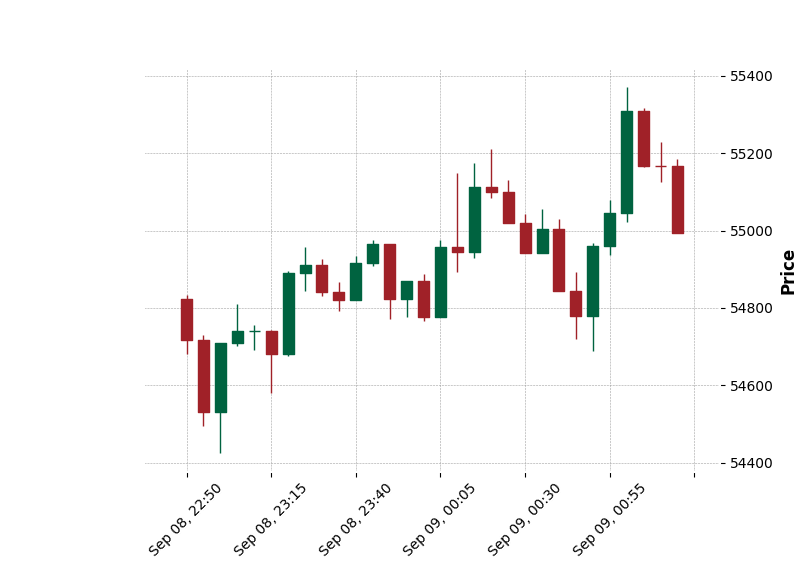 55400
55200
55000
54800
54600
54400
Price
Sep 08, 22:50
Sep 08, 23:15
Sep 08, 23:40
Sep 09, 00:05
Sep 09, 00:30
Sep 09, 00:55